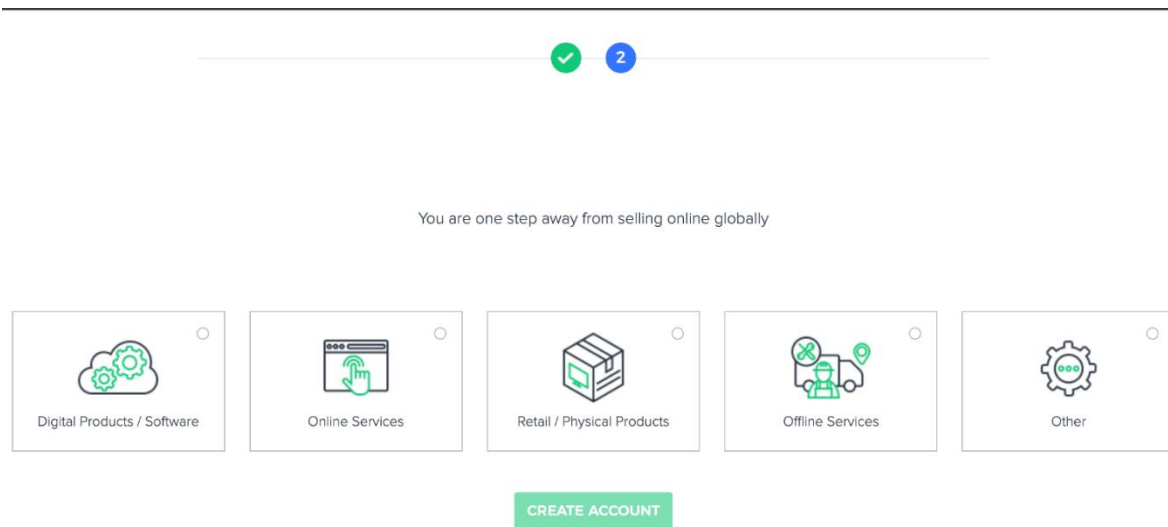 2
You are one step away from selling online globally
Digital Products / Software
Online Services
Retail / Physical Products
Offline Services
Other
CREATE ACCOUNT